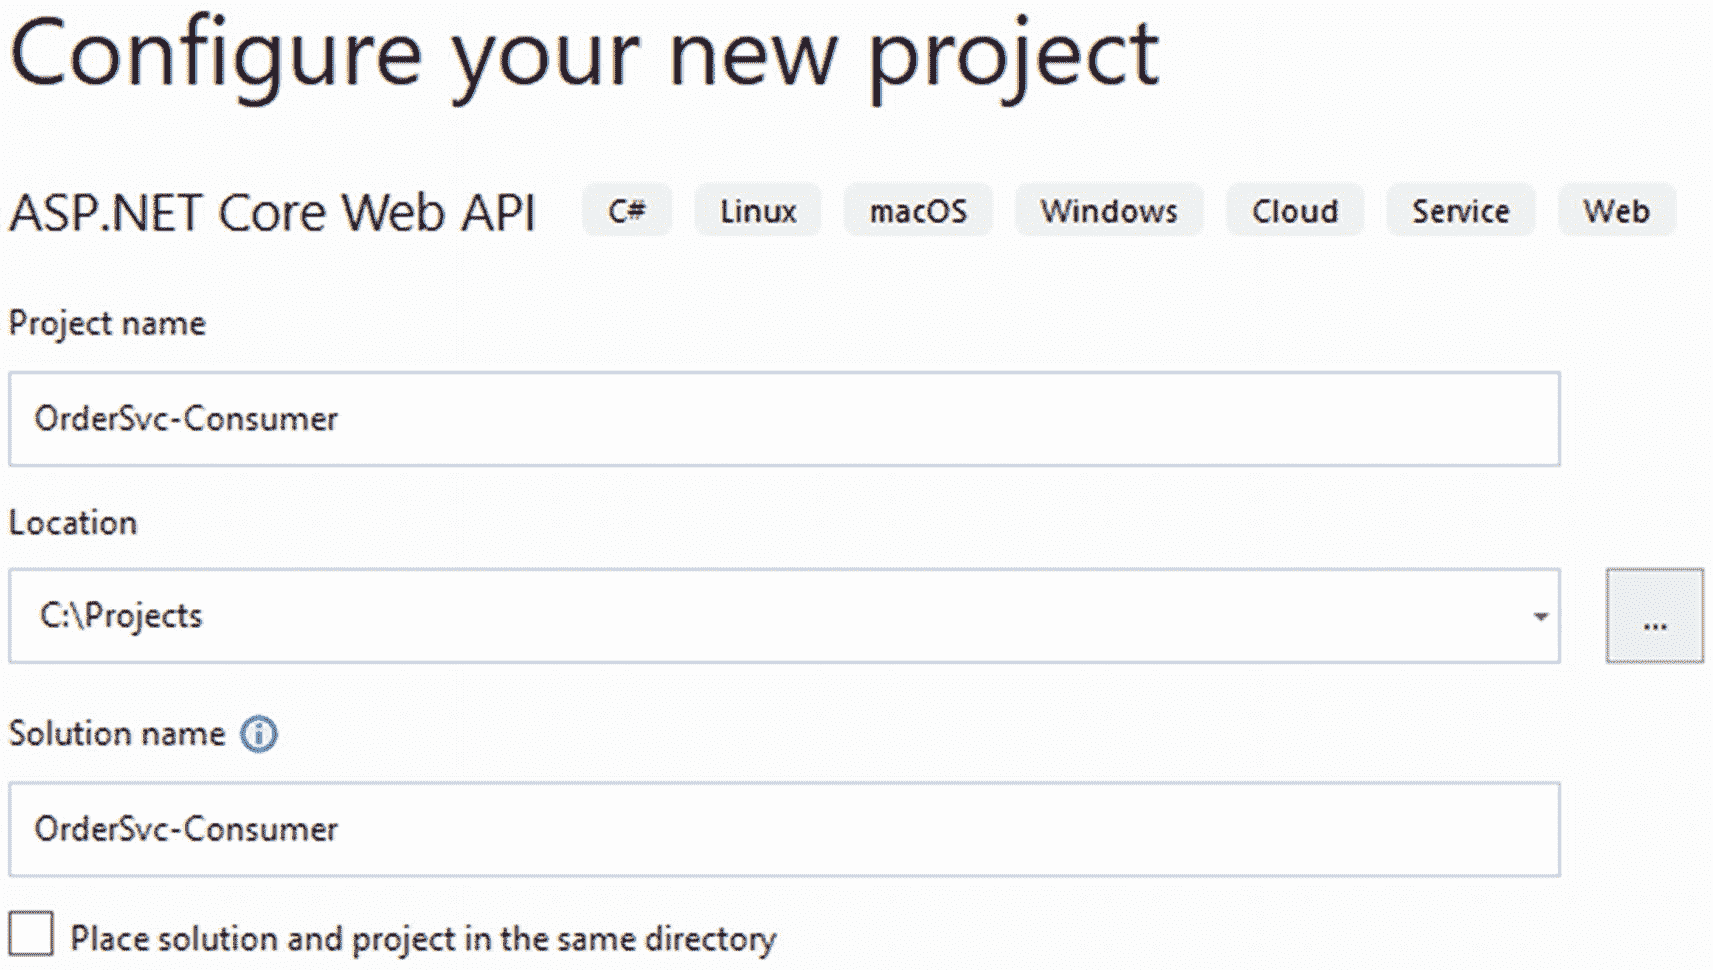 Configure your new project
ASP.NET Core Web API C# Linux macOS Windows Cloud Service Web
Project name
OrderSvc-Consumer
Location
C:\Projects
...
Solution name
OrderSvc-Consumer
Place solution and project in the same directory